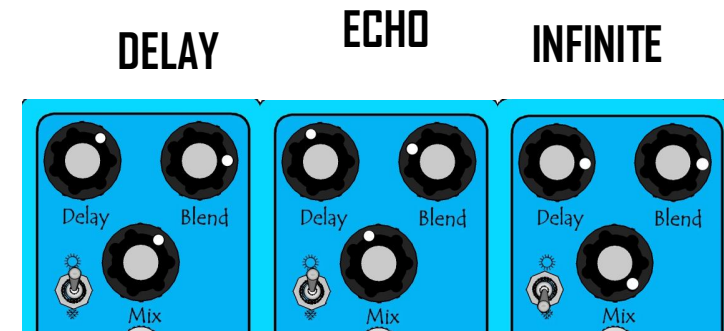 DELAY
ECHO
INFINITE
Delay Blend
Mix
Delay Blend
Mix
Delay Blend
Mix